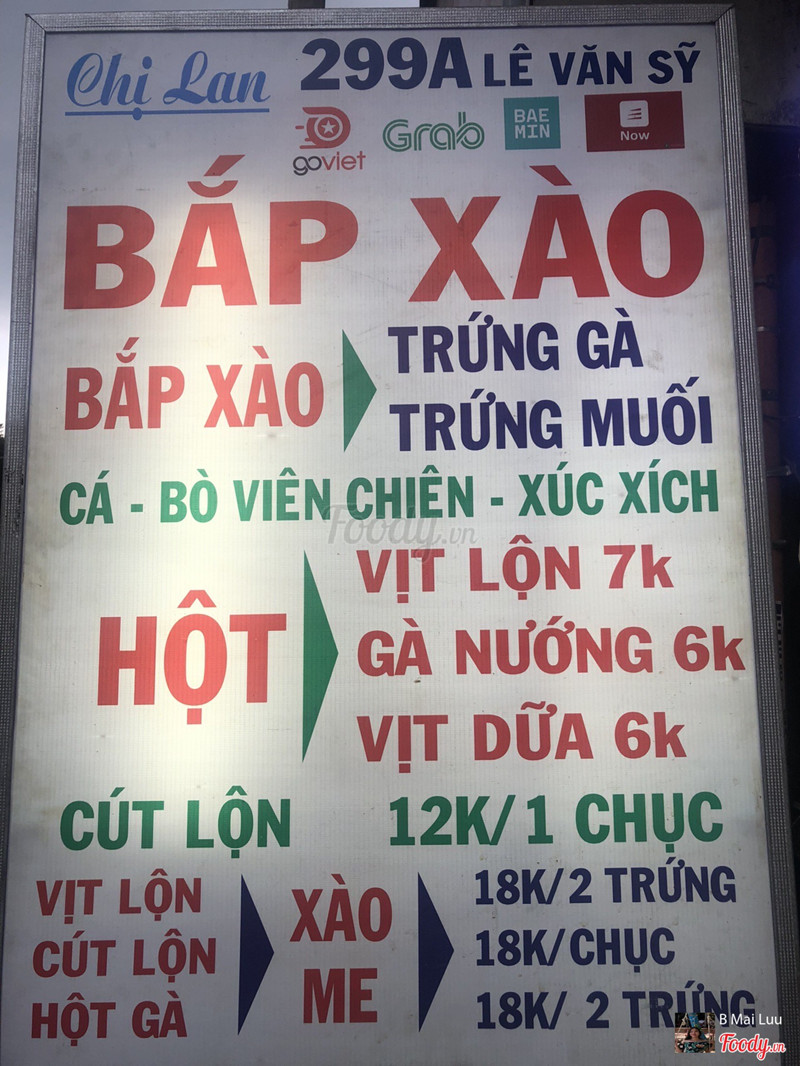 Chị Lan 299A LÊ VĂN SỸ
goviet Grab BAE MIN Now
BẮP XÀO
BẮP XÀO TRỨNG GÀ
TRỨNG MUỐI
CÁ - BÒ VIÊN CHIÊN - XÚC XÍCH
Foody.vn
HỘT VỊT LỘN 7k
GÀ NƯỚNG 6k
VỊT DỮA 6k
CÚT LỘN 12K/1 CHỤC
VỊT LỘN XÀO ME 18K/2 TRỨNG
CÚT LỘN 18K/CHỤC
HỘT GÀ 18K/ 2 TRỨNG
B Mai Luu
Foody.vn